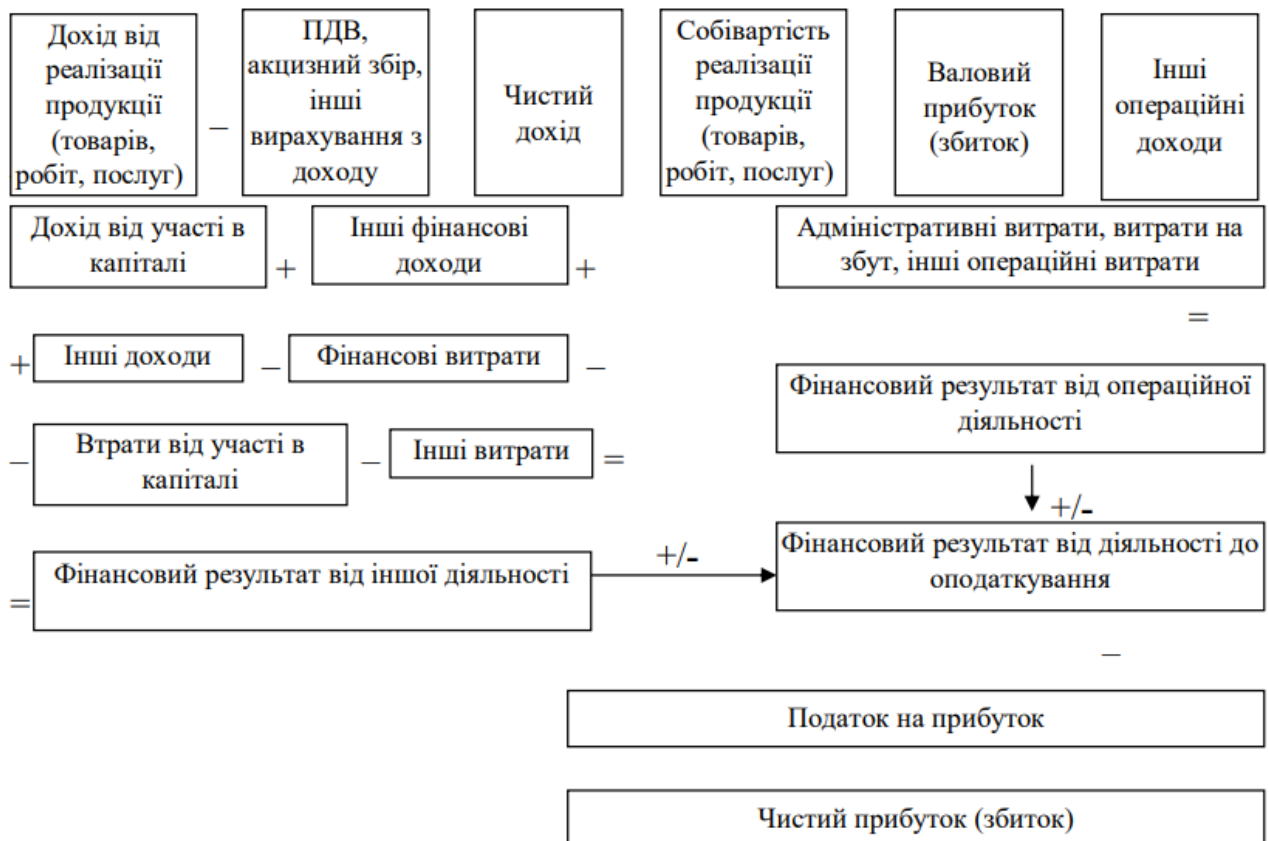 Дохід від
реалізації
продукції
(товарів,
робіт, послуг)
–
ПДВ,
акцизний збір,
інші
вирахування з
доходу
Чистий
дохід
Собівартість
реалізації
продукції
(товарів,
робіт, послуг)
Валовий
прибуток
(збиток)
Інші
операційні
доходи
Дохід від участі в
капіталі
+
Інші фінансові
доходи
+
Адміністративні витрати, витрати на
збут, інші операційні витрати
=
+
Інші доходи
–
Фінансові витрати
–
Фінансовий результат від операційної
діяльності
–
Втрати від участі в
капіталі
–
Інші витрати
=
+/-
=
Фінансовий результат від іншої діяльності
+/-
Фінансовий результат від діяльності до
оподаткування
–
Податок на прибуток
Чистий прибуток (збиток)